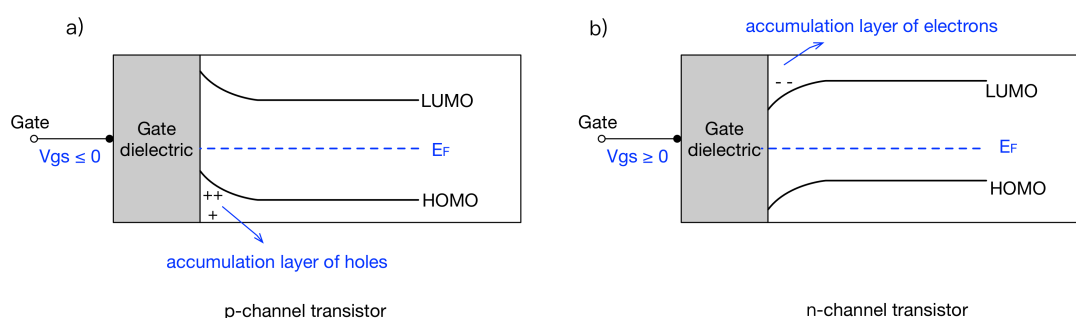 a)
Gate
Vgs ≤ 0
Gate
dielectric
LUMO
EF
HOMO
++
+
accumulation layer of holes
p-channel transistor
b)
accumulation layer of electrons
- -
Gate
Vgs ≥ 0
Gate
dielectric
LUMO
EF
HOMO
n-channel transistor